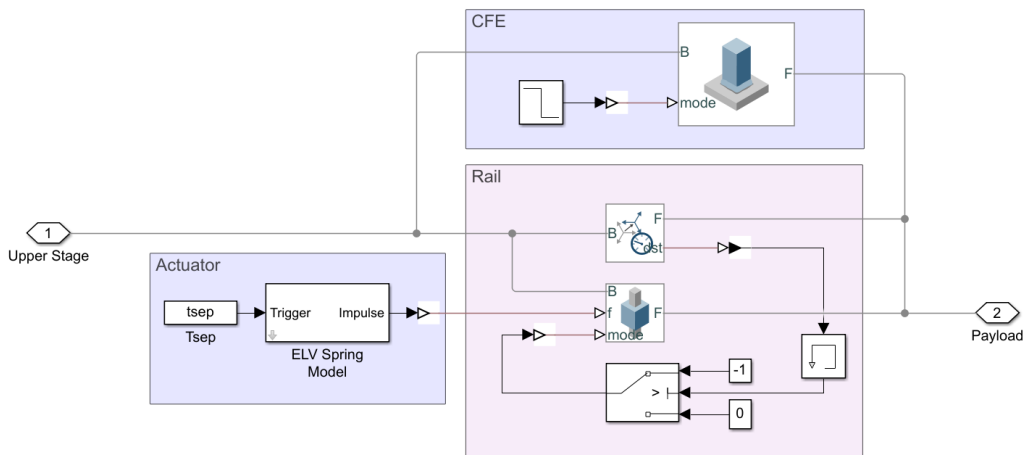 CFE
B
F
mode
Rail
1
Upper Stage
B
F
dst
Actuator
tsep
Tsep
Trigger
Impulse
ELV Spring
Model
B
f
F
mode
2
Payload
-1
>
0